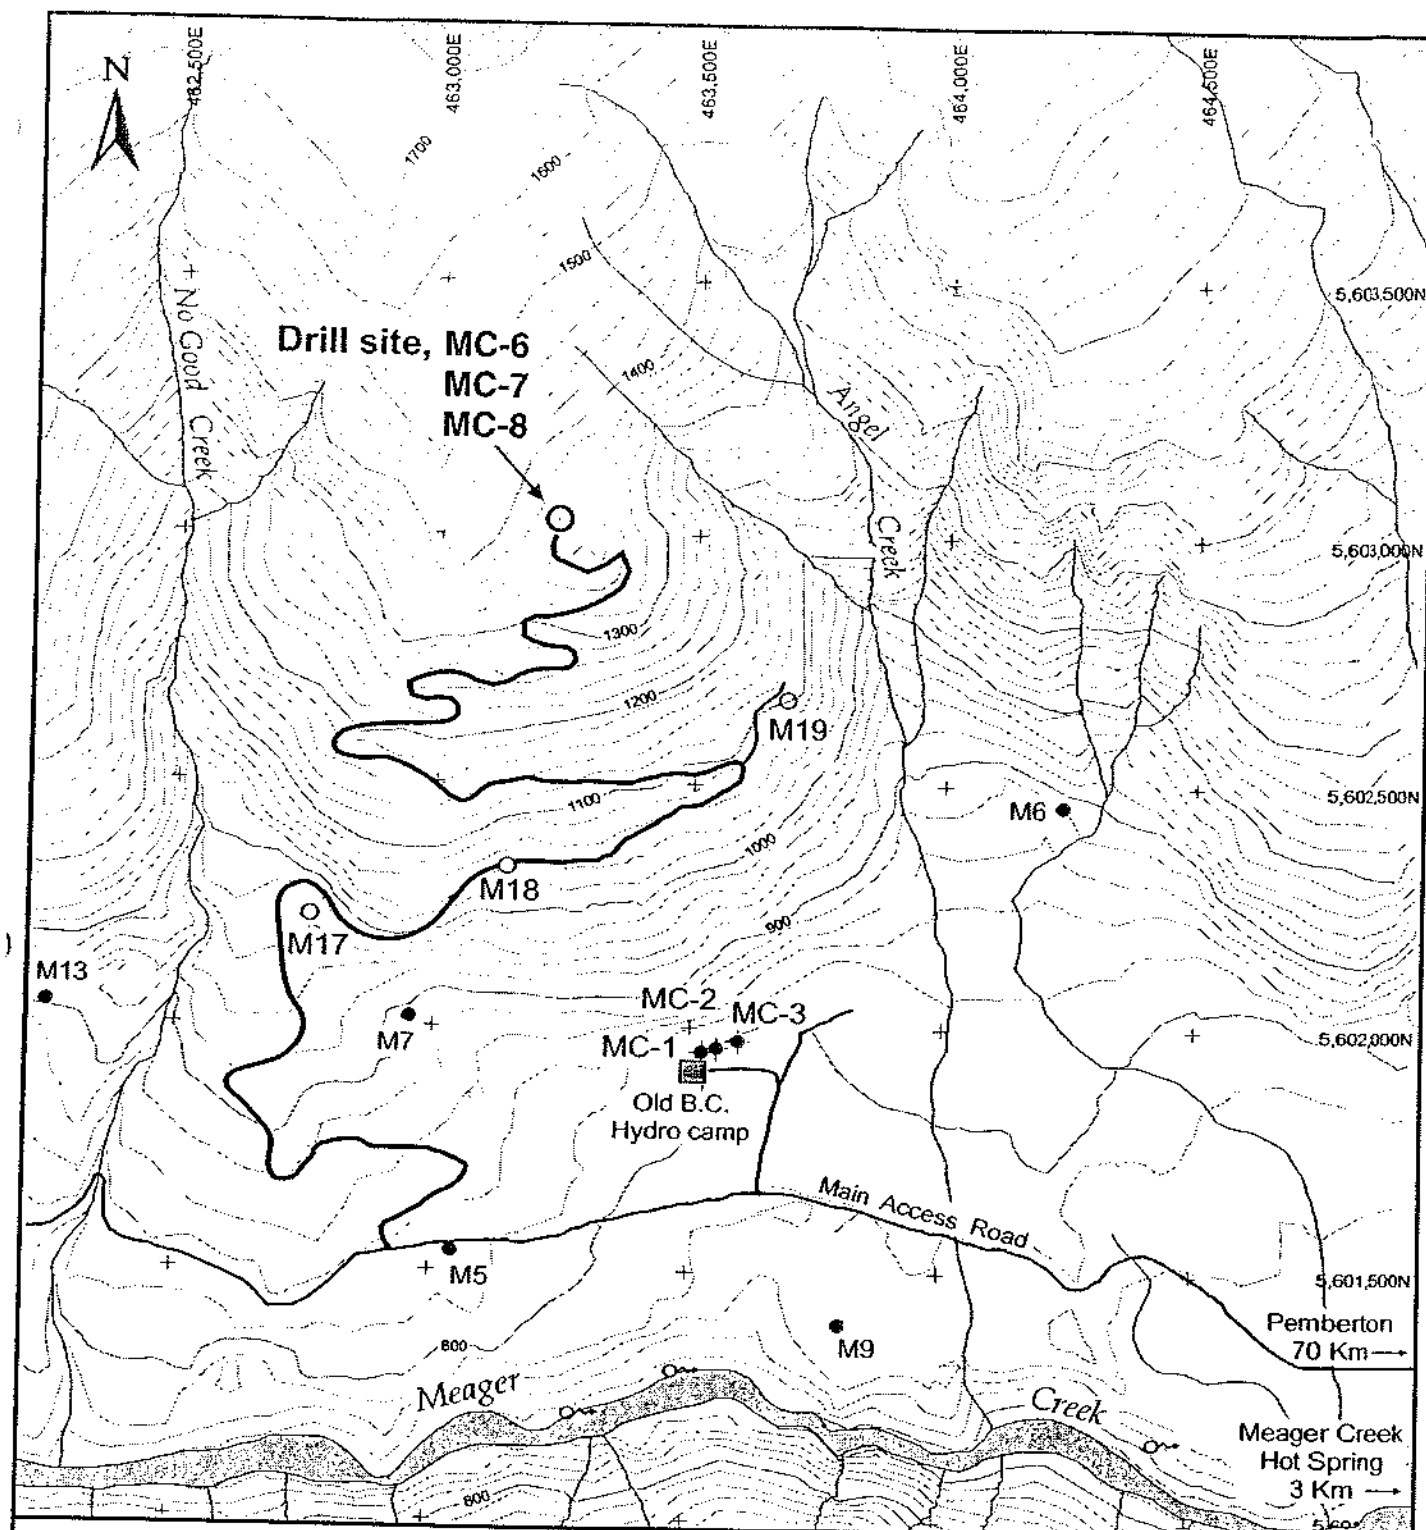 N
462,500E
463,000E
463,500E
464,000E
464,500E
1700
1600
1500
5,603,500N
No Good Creek
Drill site, MC-6
MC-7
MC-8
1400
Angel
Creek
5,603,000N
1300
1200
M19
1100
M6
5,602,500N
1000
M18
900
M17
M13
MC-2
MC-3
M7
MC-1
5,602,000N
Old B.C.
Hydro camp
Main Access Road
M5
5,601,500N
Pemberton
70 Km
800
M9
Meager
Creek
Meager Creek
Hot Spring
3 Km
800